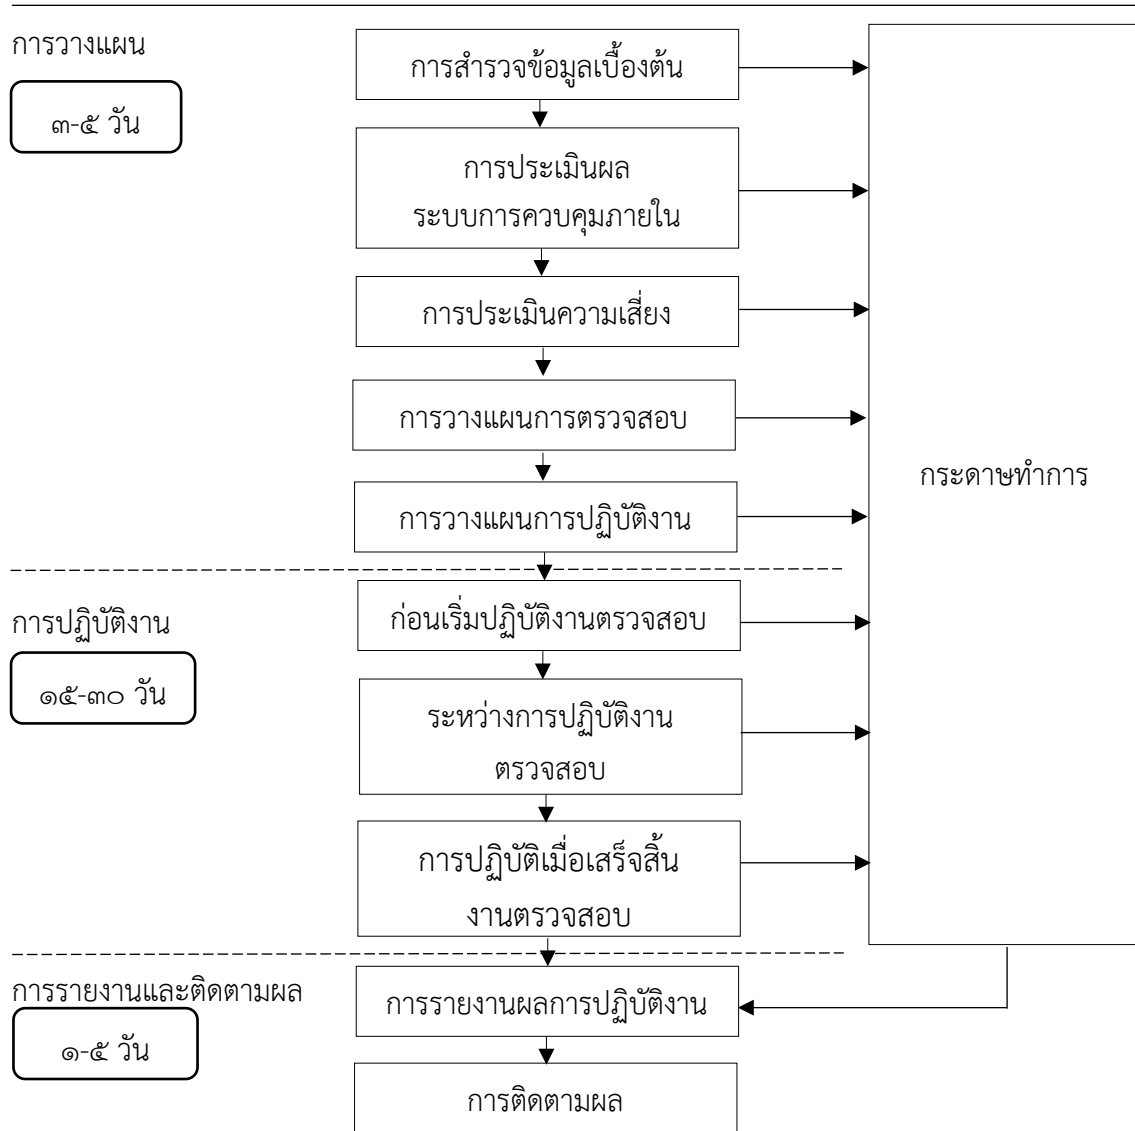 การวางแผน
๓-๕ วัน
การสำรวจข้อมูลเบื้องต้น
การประเมินผล
ระบบการควบคุมภายใน
การประเมินความเสี่ยง
การวางแผนการตรวจสอบ
การวางแผนการปฏิบัติงาน
กระดาษทำการ
การปฏิบัติงาน
๑๕-๓๐ วัน
ก่อนเริ่มปฏิบัติงานตรวจสอบ
ระหว่างการปฏิบัติงาน
ตรวจสอบ
การปฏิบัติเมื่อเสร็จสิ้น
งานตรวจสอบ
การรายงานและติดตามผล
๑-๕ วัน
การรายงานผลการปฏิบัติงาน
การติดตามผล